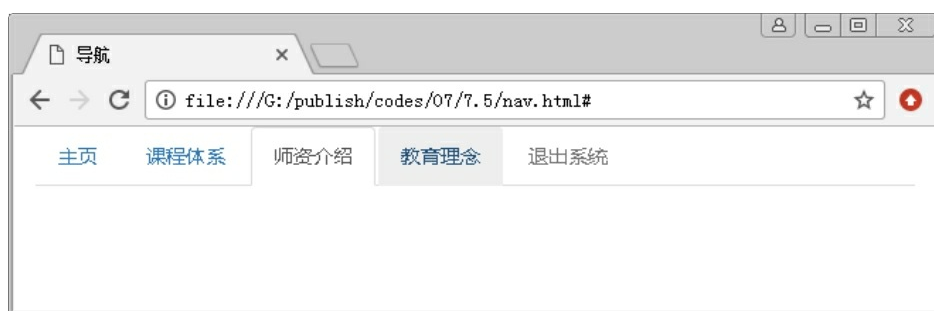 导航
file:///G:/publish/codes/07/7.5/nav.html#
主页 课程体系 师资介绍 教育理念 退出系统